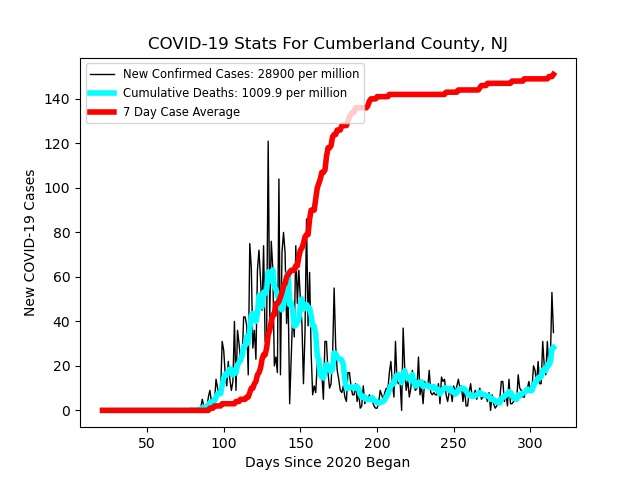 COVID-19 Stats For Cumberland County, NJ
New Confirmed Cases: 28900 per million
Cumulative Deaths: 1009.9 per million
7 Day Case Average
140
120
100
80
60
40
20
0
New COVID-19 Cases
50 100 150 200 250 300
Days Since 2020 Began